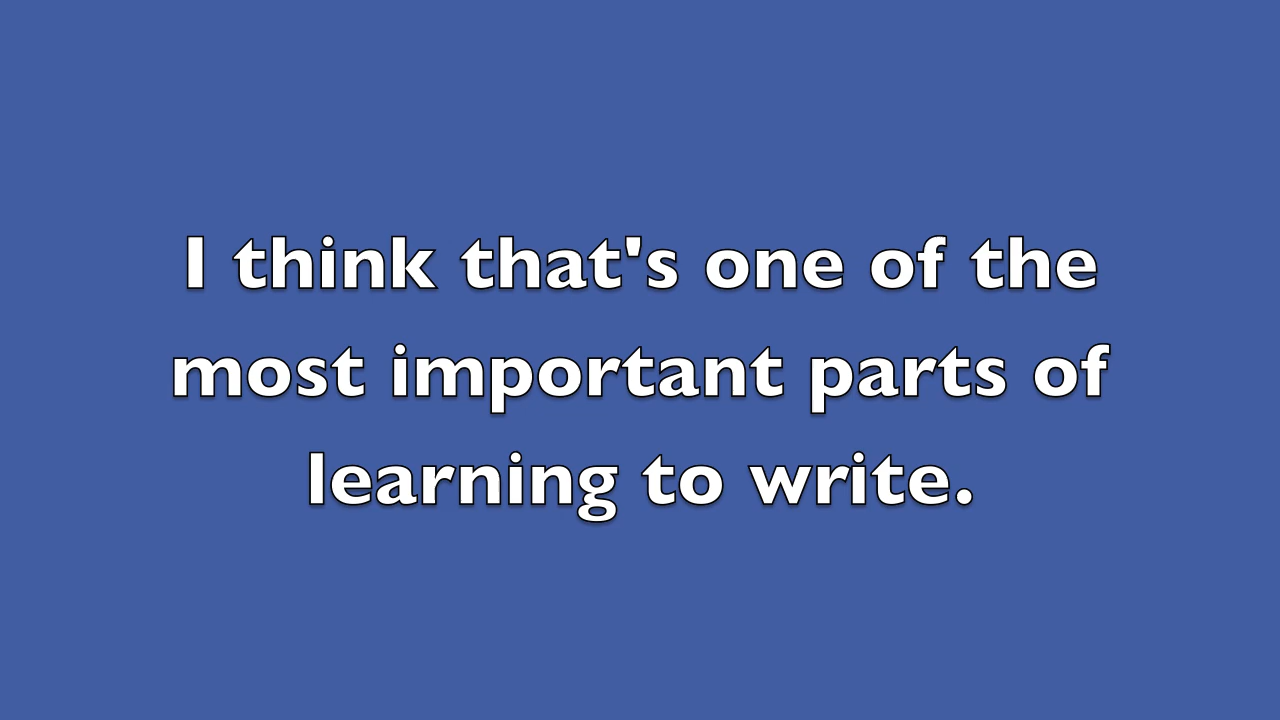 I think that's one of the
most important parts of
learning to write.